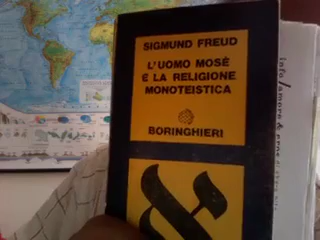 SIGMUND FREUD
L'UOMO MOSÈ
E LA RELIGIONE
MONOTEISTICA
BORINGHIERI